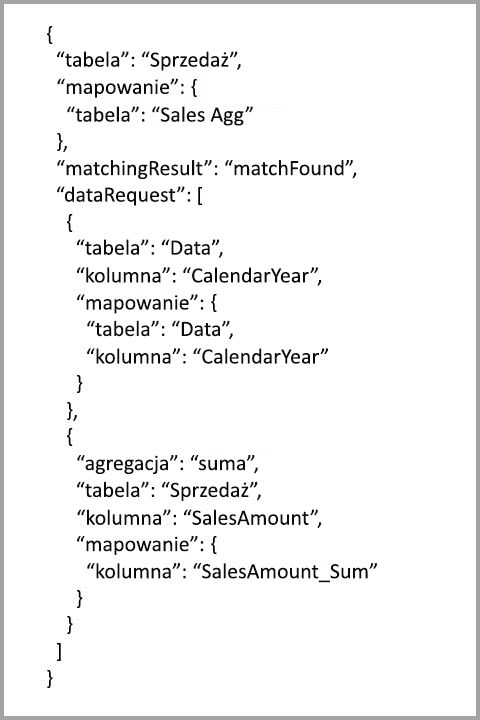 {
“tabela”: “Sprzedaż”,
“mapowanie”: {
“tabela”: “Sales Agg”
},
“matchingResult”: “matchFound”,
“dataRequest”: [
{
“tabela”: “Data”,
“kolumna”: “CalendarYear”,
“mapowanie”: {
“tabela”: “Data”,
“kolumna”: “CalendarYear”
}
},
{
“agregacja”: “suma”,
“tabela”: “Sprzedaż”,
“kolumna”: “SalesAmount”,
“mapowanie”: {
“kolumna”: “SalesAmount_Sum”
}
}
]
}